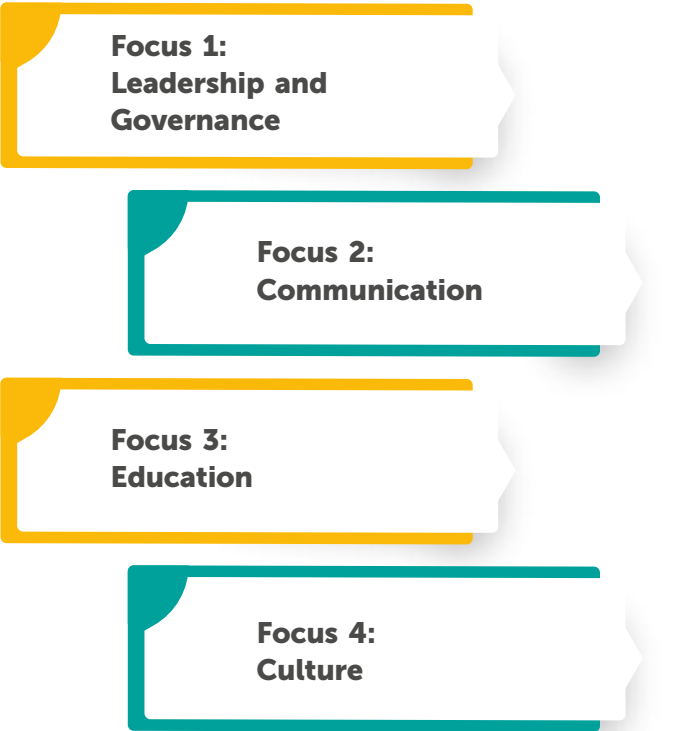 Focus 1:
Leadership and
Governance
Focus 2:
Communication
Focus 3:
Education
Focus 4:
Culture